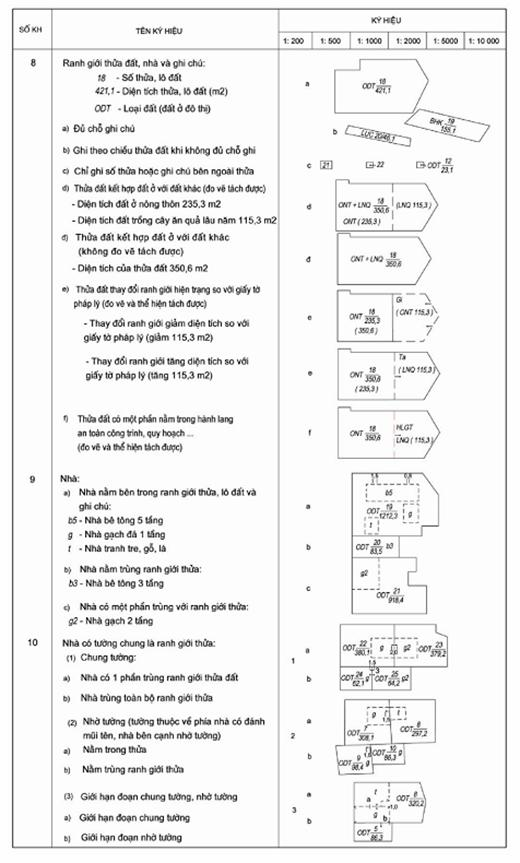 SỐ KH
TÊN KÝ HIỆU
KÝ HIỆU
1: 200
1: 500
1: 1000
1: 2000
1: 5000
1: 10 000
8
Ranh giới thửa đất, nhà và ghi chú:
18 - Số thửa, lô đất
421,1 - Diện tích thửa, lô đất (m2)
ODT - Loại đất (đất ở đô thị)
a) Đủ chỗ ghi chú
b) Ghi theo chiều thửa đất khi không đủ chỗ ghi
c) Chỉ ghi số thửa hoặc ghi chú bên ngoài thửa
d) Thửa đất kết hợp đất ở với đất khác (đo vẽ tách được)
- Diện tích đất ở nông thôn 235,3 m2
- Diện tích đất trồng cây ăn quả lâu năm 115,3 m2
đ) Thửa đất kết hợp đất ở với đất khác
(không đo vẽ tách được)
- Diện tích của thửa đất 350,6 m2
e) Thửa đất thay đổi ranh giới hiện trạng so với giấy tờ
pháp lý (đo vẽ và thể hiện tách được)
- Thay đổi ranh giới giảm diện tích so với
giấy tờ pháp lý (giảm 115,3 m2)
- Thay đổi ranh giới tăng diện tích so với
giấy tờ pháp lý (tăng 115,3 m2)
f) Thửa đất có một phần nằm trong hành lang
an toàn công trình, quy hoạch ...
(đo vẽ và thể hiện tách được)
a
ODT 18
421,1
BHK 19
155,1
b
LUC 20/46,1
c
21
22
ODT 12
23,1
d
ONT + LNQ 18
350,6
(LNQ 115,3)
ONT (235,3)
đ
ONT + LNQ 18
350,6
e
Gi
ONT 18
235,3
(ONT 115,3)
(350,6)
e
Ta
ONT 18
350,6
(LNQ 115,3)
(235,3)
f
ONT 18
350,6
HLGT
LNQ (115,3)
9
Nhà:
a) Nhà nằm bên trong ranh giới thửa, lô đất và
ghi chú:
b5 - Nhà bê tông 5 tầng
g - Nhà gạch đá 1 tầng
t - Nhà tranh tre, gỗ, lá
b) Nhà nằm trùng ranh giới thửa:
b3 - Nhà bê tông 3 tầng
c) Nhà có một phần trùng với ranh giới thửa:
g2 - Nhà gạch 2 tầng
a
b5
ODT 19
1212,3
g
t
b
ODT 20
83,5
b3
g2
c
ODT 21
918,4
10
Nhà có tường chung là ranh giới thửa:
(1) Chung tường:
a) Nhà có 1 phần trùng ranh giới thửa đất
b) Nhà trùng toàn bộ ranh giới thửa
(2) Nhờ tường (tường thuộc về phía nhà có đánh
mũi tên, nhà bên cạnh nhờ tường)
a) Nằm trong thửa
b) Nằm trùng ranh giới thửa
(3) Giới hạn đoạn chung tường, nhờ tường
a) Giới hạn đoạn chung tường
b) Giới hạn đoạn nhờ tường
1
a
ODT 22
380,1
g
g2
ODT 23
379,2
b
ODT 24
62,1
g
ODT 25
64,2
g2
2
a
g
t
ODT 7
308,1
ODT 8
297,2
b
ODT 9
98,4
g
ODT 10
86,3
g
3
a
t
a
1,0
ODT 8
320,2
g
b
b
ODT 5
86,3